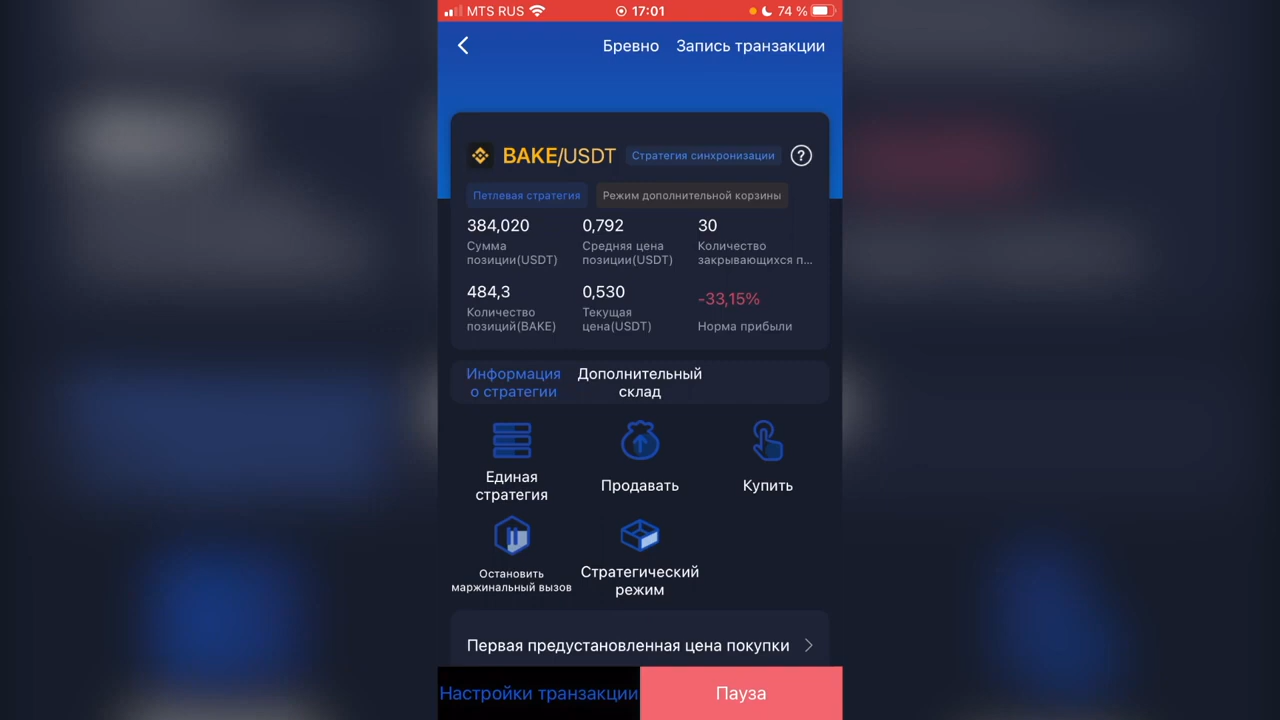 MTS RUS 17:01 74 %
Бревно Запись транзакции
BAKE/USDT Стратегия синхронизации ?
Петлевая стратегия Режим дополнительной корзины
384,020 0,792 30
Сумма Средняя цена Количество
позиции(USDT) позиции(USDT) закрывающихся п...
484,3 0,530 -33,15%
Количество Текущая Норма прибыли
позиций(BAKE) цена(USDT)
Информация Дополнительный
о стратегии склад
Единая Продавать Купить
стратегия
Остановить Стратегический
маржинальный вызов режим
Первая предустановленная цена покупки
Настройки транзакции Пауза